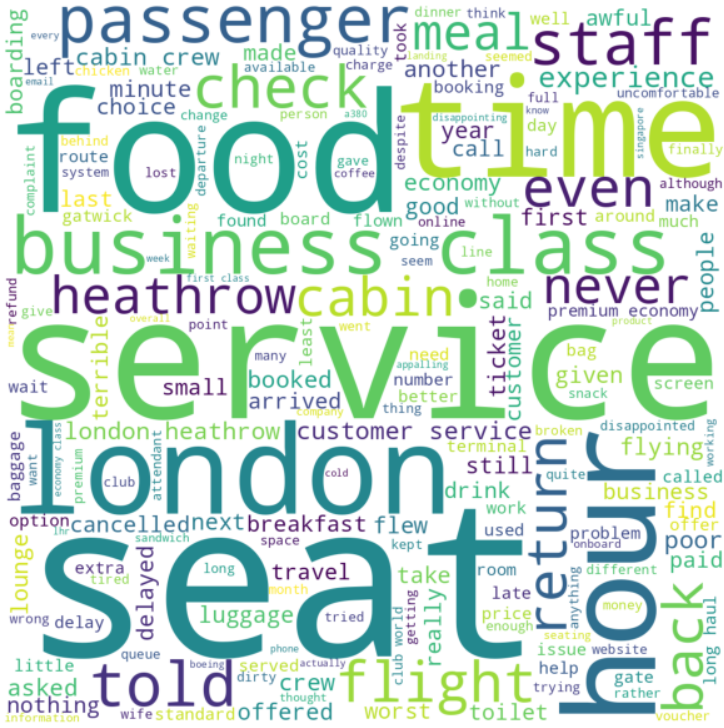 passenger
meal
staff
boarding
cabin crew
every
email
left
chicken
water
made
quality
available
charge
took
landing
seemed
dinner
think
well
awful
another
booking
experience
full
know
uncomfortable
minute
choice
check
food
time
change
person
a380
despite
disappointing
year
day
singapore
finally
call
hard
behind
route
system
lost
departure
night
cost
gave
coffee
complaint
economy
even
although
last
gatwick
waiting
found
board
flown
good
without
first
around
make
much
online
business class
week
going
seem
line
people
first class
refund
heathrow
cabin
home
said
never
premium economy
give
overall
point
least
went
product
mean
service
many
appalling
ticket
customer
bag
given
screen
wait
terrible
small
booked
arrived
need
number
better
snack
company
thing
london heathrow
customer service
broken
disappointed
baggage
want
economy class
premium
london
club
attendant
cold
terminal
still
flying
working
quite
return
hour
called
drink
business
option
cancelled
next
breakfast
flew
work
used
find
offer
lhr
sandwich
space
kept
problem
onboard
poor
paid
lounge
extra
tired
long
travel
take
room
different
seat
delayed
month
tried
really
getting
late
price
enough
anything
money
back
long haul
wrong
delay
luggage
club world
seating
queue
phone
issue
website
little
boeing
actually
told
served
dirty
crew
flight
help
trying
gate
rather
asked
nothing
thought
offered
worst
toilet
information
wife
standard
voucher